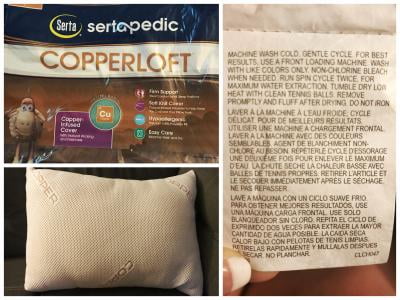 Serta
sertapedic
COPPERLOFT
Firm Support
Soft Knit Cover
Hypoallergenic
Easy Care
Cu
Copper-
Infused
Cover
COPPER
MACHINE WASH COLD. GENTLE CYCLE. FOR BEST
RESULTS, USE A FRONT LOADING MACHINE. WASH
WITH LIKE COLORS ONLY. NON-CHLORINE BLEACH
WHEN NEEDED. RUN SPIN CYCLE TWICE, FOR
MAXIMUM WATER EXTRACTION. TUMBLE DRY LOW
HEAT WITH CLEAN TENNIS BALLS. REMOVE
PROMPTLY AND FLUFF AFTER DRYING. DO NOT IRON
LAVER À LA MACHINE À L'EAU FROIDE; CYCLE
DÉLICAT. POUR DE MEILLEURS RÉSULTATS,
UTILISER UNE MACHINE À CHARGEMENT FRONTAL.
LAVER À LA MACHINE AVEC DES COULEURS
SEMBLABLES. AGENT DE BLANCHIMENT NON-
CHLORE AU BESOIN. RÉPÉTER LE CYCLE D'ESSORAGE
UNE DEUXIÈME FOIS POUR ENLEVER LE MAXIMUM
D'EAU. LA CHUTE SÈCHE LA CHALEUR BASSE AVEC
BALLES DE TENNIS PROPRES. RETIRER L'ARTICLE ET
LE SECOUER IMMÉDIATEMENT APRÈS LE SÉCHAGE.
NE PAS REPASSER.
LAVE A MÁQUINA CON UN CICLO SUAVE FRIO.
PARA OBTENER MEJORES RESULTADOS, USE
UNA MÁQUINA CARGA FRONTAL. USE SOLO
BLANQUEADOR SIN CLORO. REPITA EL CICLO DE
EXPRIMIDO DOS VECES PARA EXTRAER LA MAYOR
CANTIDAD DE AGUA POSIBLE. LA CAIDA SECA
CALOR BAJO CON PELOTAS DE TENIS LIMPIAS,
RETIRELAS RAPIDAMENTE Y MULLALAS DESPUES
SECAR. NO PLANCHAR.
CLCH047